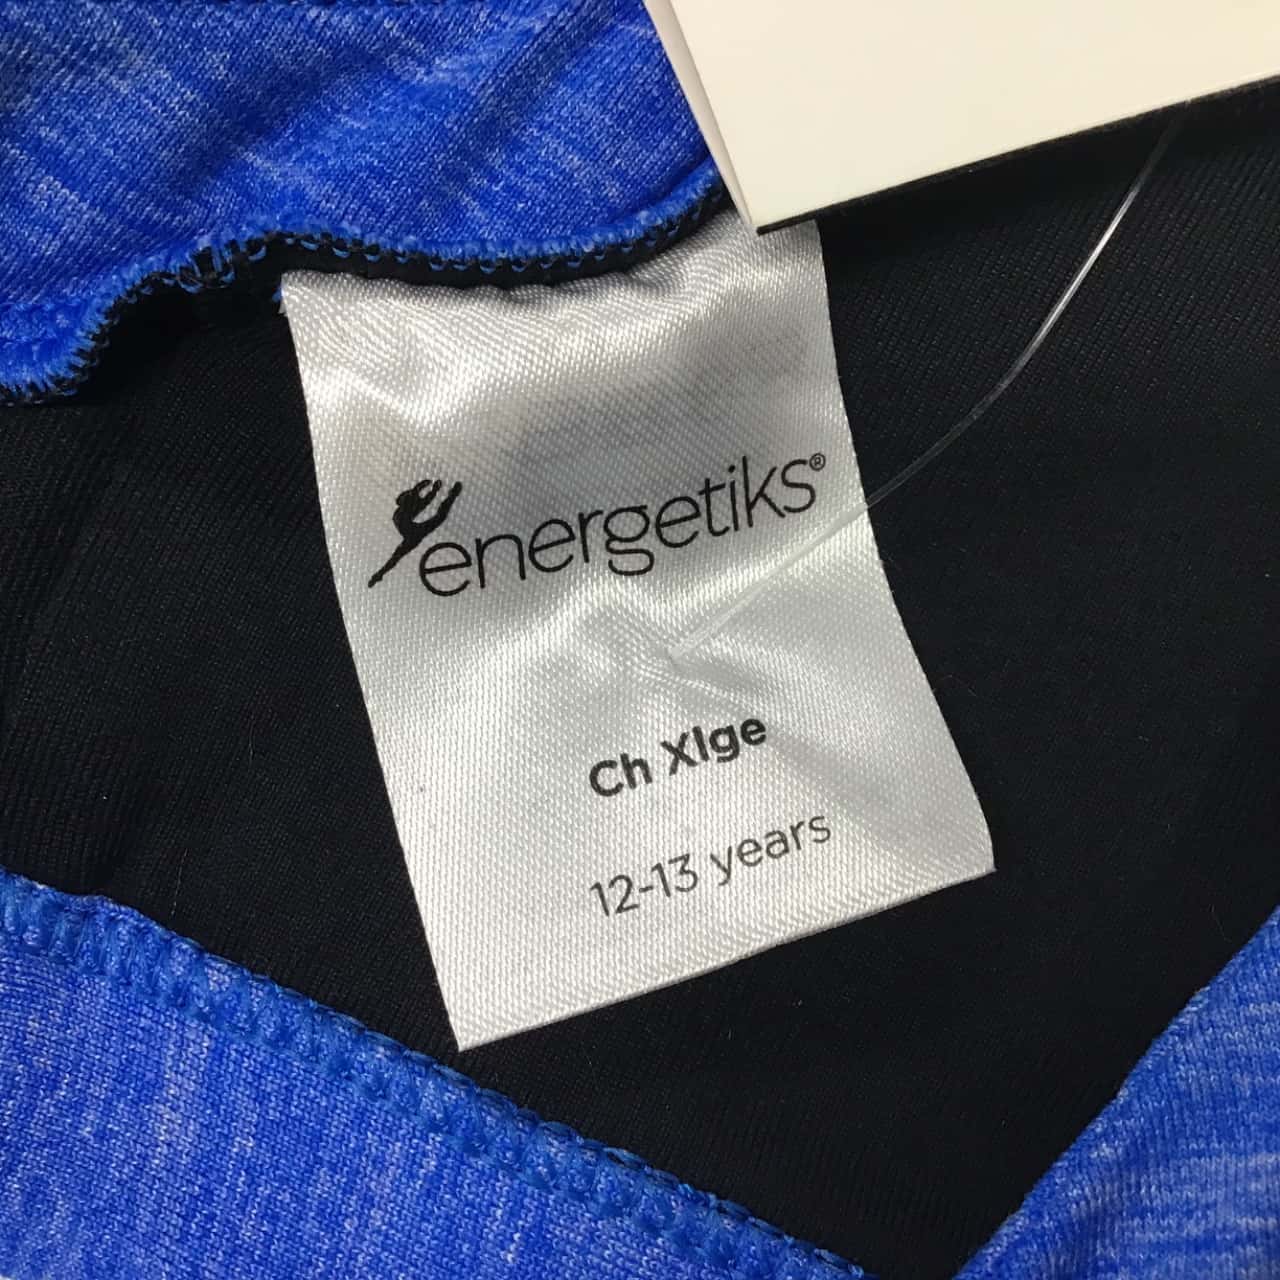 energetiks®
Ch Xlge
12-13 years